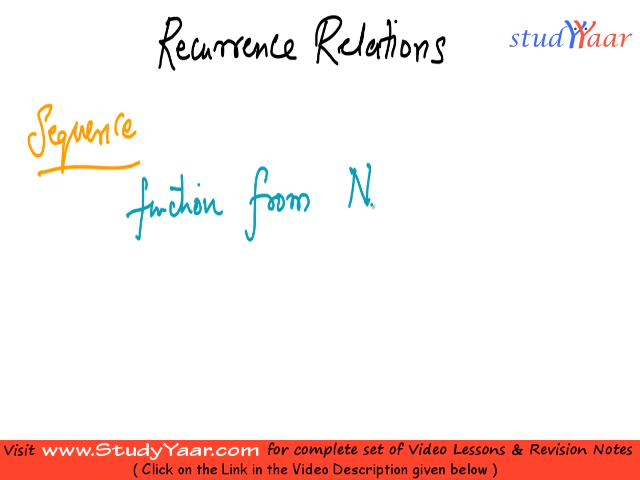 Recurrence Relations
studYYaar
Sequence
function from N
Visit www.StudyYaar.com for complete set of Video Lessons & Revision Notes
( Click on the Link in the Video Description given below )